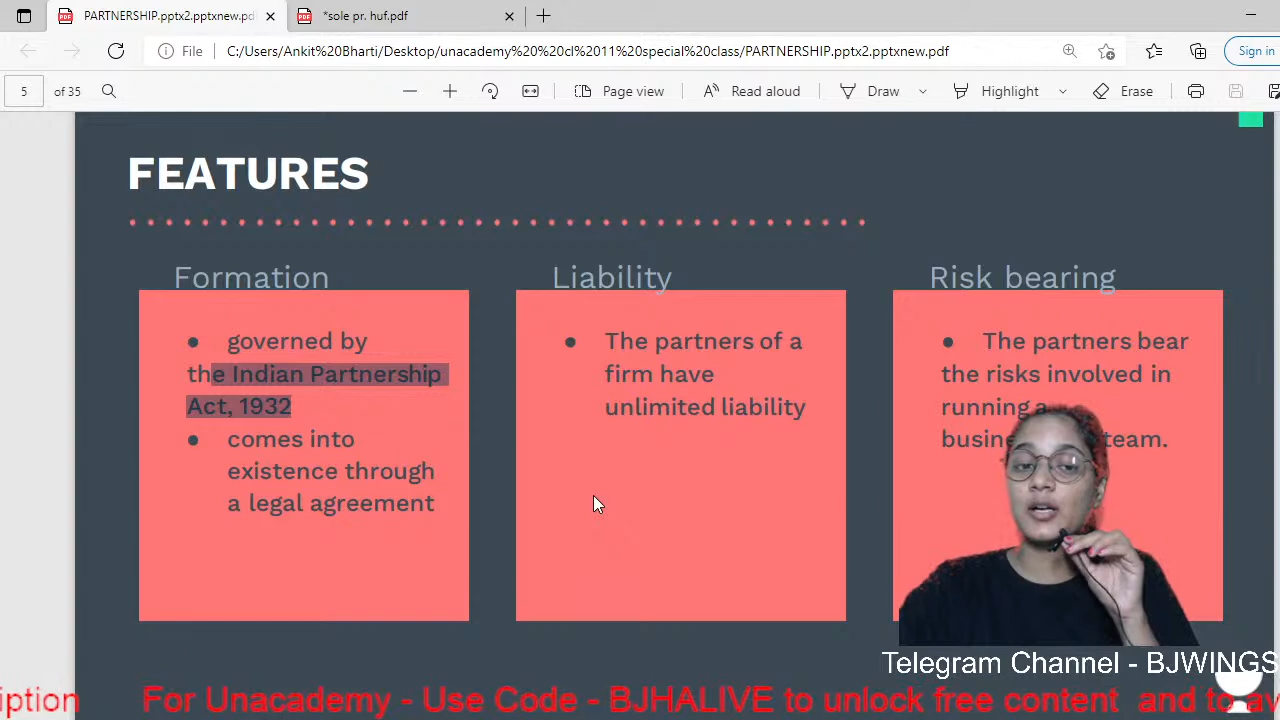 PARTNERSHIP.pptx2.pptxnew.pdf
*sole pr. huf.pdf
File
C:/Users/Ankit%20Bharti/Desktop/unacademy%20%20cl%2011%20special%20class/PARTNERSHIP.pptx2.pptxnew.pdf
Sign in
5 of 35
Page view
Read aloud
Draw
Highlight
Erase
FEATURES
Formation
● governed by
the Indian Partnership
Act, 1932
● comes into
existence through
a legal agreement
Liability
● The partners of a
firm have
unlimited liability
Risk bearing
● The partners bear
the risks involved in
running a
team.
Telegram Channel - BJWINGS
iption For Unacademy - Use Code - BJHALIVE to unlock free content and to av